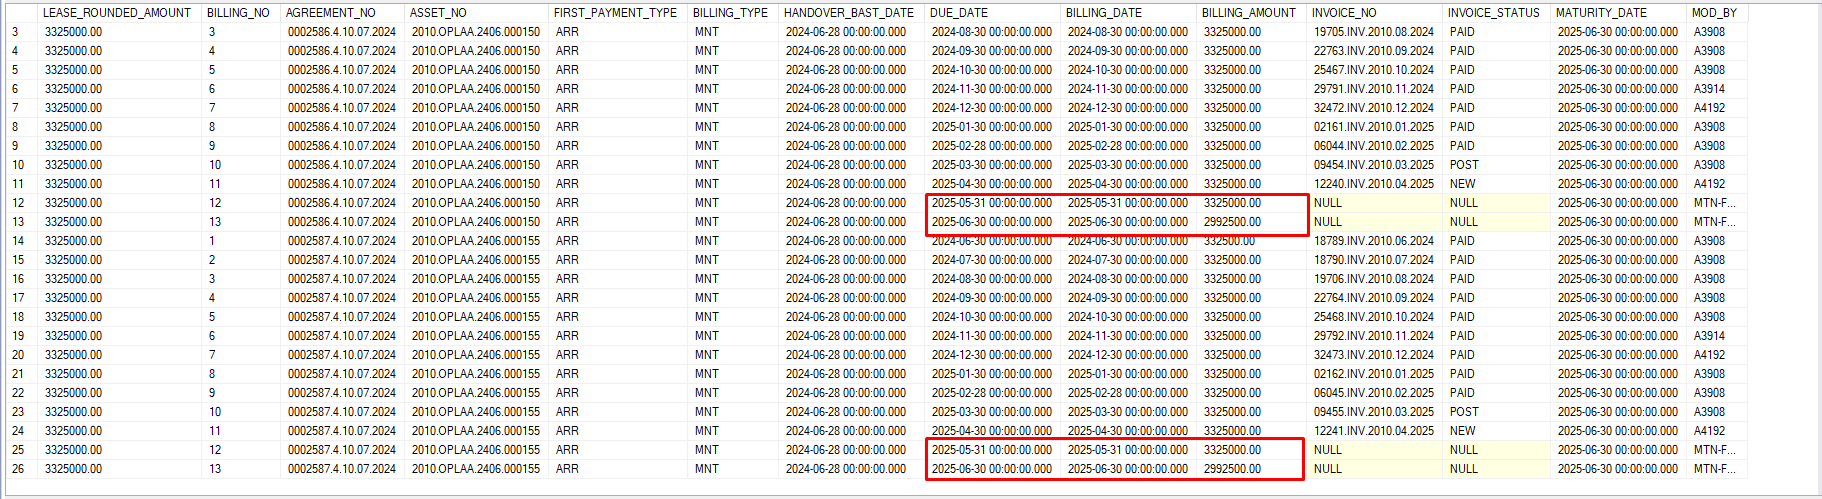 LEASE_ROUNDED_AMOUNT BILLING_NO AGREEMENT_NO ASSET_NO FIRST_PAYMENT_TYPE BILLING_TYPE HANDOVER_BAST_DATE DUE_DATE BILLING_DATE BILLING_AMOUNT INVOICE_NO INVOICE_STATUS MATURITY_DATE MOD_BY
3 3325000.00 3 0002586.4.10.07.2024 2010.OPLAA.2406.000150 ARR MNT 2024-06-28 00:00:00.000 2024-08-30 00:00:00.000 2024-08-30 00:00:00.000 3325000.00 19705.INV.2010.08.2024 PAID 2025-06-30 00:00:00.000 A3908
4 3325000.00 4 0002586.4.10.07.2024 2010.OPLAA.2406.000150 ARR MNT 2024-06-28 00:00:00.000 2024-09-30 00:00:00.000 2024-09-30 00:00:00.000 3325000.00 22763.INV.2010.09.2024 PAID 2025-06-30 00:00:00.000 A3908
5 3325000.00 5 0002586.4.10.07.2024 2010.OPLAA.2406.000150 ARR MNT 2024-06-28 00:00:00.000 2024-10-30 00:00:00.000 2024-10-30 00:00:00.000 3325000.00 25467.INV.2010.10.2024 PAID 2025-06-30 00:00:00.000 A3908
6 3325000.00 6 0002586.4.10.07.2024 2010.OPLAA.2406.000150 ARR MNT 2024-06-28 00:00:00.000 2024-11-30 00:00:00.000 2024-11-30 00:00:00.000 3325000.00 29791.INV.2010.11.2024 PAID 2025-06-30 00:00:00.000 A3914
7 3325000.00 7 0002586.4.10.07.2024 2010.OPLAA.2406.000150 ARR MNT 2024-06-28 00:00:00.000 2024-12-30 00:00:00.000 2024-12-30 00:00:00.000 3325000.00 32472.INV.2010.12.2024 PAID 2025-06-30 00:00:00.000 A4192
8 3325000.00 8 0002586.4.10.07.2024 2010.OPLAA.2406.000150 ARR MNT 2024-06-28 00:00:00.000 2025-01-30 00:00:00.000 2025-01-30 00:00:00.000 3325000.00 02161.INV.2010.01.2025 PAID 2025-06-30 00:00:00.000 A3908
9 3325000.00 9 0002586.4.10.07.2024 2010.OPLAA.2406.000150 ARR MNT 2024-06-28 00:00:00.000 2025-02-28 00:00:00.000 2025-02-28 00:00:00.000 3325000.00 06044.INV.2010.02.2025 PAID 2025-06-30 00:00:00.000 A3908
10 3325000.00 10 0002586.4.10.07.2024 2010.OPLAA.2406.000150 ARR MNT 2024-06-28 00:00:00.000 2025-03-30 00:00:00.000 2025-03-30 00:00:00.000 3325000.00 09454.INV.2010.03.2025 POST 2025-06-30 00:00:00.000 A3908
11 3325000.00 11 0002586.4.10.07.2024 2010.OPLAA.2406.000150 ARR MNT 2024-06-28 00:00:00.000 2025-04-30 00:00:00.000 2025-04-30 00:00:00.000 3325000.00 12240.INV.2010.04.2025 NEW 2025-06-30 00:00:00.000 A4192
12 3325000.00 12 0002586.4.10.07.2024 2010.OPLAA.2406.000150 ARR MNT 2024-06-28 00:00:00.000 2025-05-31 00:00:00.000 2025-05-31 00:00:00.000 3325000.00 NULL NULL 2025-06-30 00:00:00.000 MTN-F...
13 3325000.00 13 0002586.4.10.07.2024 2010.OPLAA.2406.000150 ARR MNT 2024-06-28 00:00:00.000 2025-06-30 00:00:00.000 2025-06-30 00:00:00.000 2992500.00 NULL NULL 2025-06-30 00:00:00.000 MTN-F...
14 3325000.00 1 0002587.4.10.07.2024 2010.OPLAA.2406.000155 ARR MNT 2024-06-28 00:00:00.000 2024-06-30 00:00:00.000 2024-06-30 00:00:00.000 332500.00 18789.INV.2010.06.2024 PAID 2025-06-30 00:00:00.000 A3908
15 3325000.00 2 0002587.4.10.07.2024 2010.OPLAA.2406.000155 ARR MNT 2024-06-28 00:00:00.000 2024-07-30 00:00:00.000 2024-07-30 00:00:00.000 3325000.00 18790.INV.2010.07.2024 PAID 2025-06-30 00:00:00.000 A3908
16 3325000.00 3 0002587.4.10.07.2024 2010.OPLAA.2406.000155 ARR MNT 2024-06-28 00:00:00.000 2024-08-30 00:00:00.000 2024-08-30 00:00:00.000 3325000.00 19706.INV.2010.08.2024 PAID 2025-06-30 00:00:00.000 A3908
17 3325000.00 4 0002587.4.10.07.2024 2010.OPLAA.2406.000155 ARR MNT 2024-06-28 00:00:00.000 2024-09-30 00:00:00.000 2024-09-30 00:00:00.000 3325000.00 22764.INV.2010.09.2024 PAID 2025-06-30 00:00:00.000 A3908
18 3325000.00 5 0002587.4.10.07.2024 2010.OPLAA.2406.000155 ARR MNT 2024-06-28 00:00:00.000 2024-10-30 00:00:00.000 2024-10-30 00:00:00.000 3325000.00 25468.INV.2010.10.2024 PAID 2025-06-30 00:00:00.000 A3908
19 3325000.00 6 0002587.4.10.07.2024 2010.OPLAA.2406.000155 ARR MNT 2024-06-28 00:00:00.000 2024-11-30 00:00:00.000 2024-11-30 00:00:00.000 3325000.00 29792.INV.2010.11.2024 PAID 2025-06-30 00:00:00.000 A3914
20 3325000.00 7 0002587.4.10.07.2024 2010.OPLAA.2406.000155 ARR MNT 2024-06-28 00:00:00.000 2024-12-30 00:00:00.000 2024-12-30 00:00:00.000 3325000.00 32473.INV.2010.12.2024 PAID 2025-06-30 00:00:00.000 A4192
21 3325000.00 8 0002587.4.10.07.2024 2010.OPLAA.2406.000155 ARR MNT 2024-06-28 00:00:00.000 2025-01-30 00:00:00.000 2025-01-30 00:00:00.000 3325000.00 02162.INV.2010.01.2025 PAID 2025-06-30 00:00:00.000 A3908
22 3325000.00 9 0002587.4.10.07.2024 2010.OPLAA.2406.000155 ARR MNT 2024-06-28 00:00:00.000 2025-02-28 00:00:00.000 2025-02-28 00:00:00.000 3325000.00 06045.INV.2010.02.2025 PAID 2025-06-30 00:00:00.000 A3908
23 3325000.00 10 0002587.4.10.07.2024 2010.OPLAA.2406.000155 ARR MNT 2024-06-28 00:00:00.000 2025-03-30 00:00:00.000 2025-03-30 00:00:00.000 3325000.00 09455.INV.2010.03.2025 POST 2025-06-30 00:00:00.000 A3908
24 3325000.00 11 0002587.4.10.07.2024 2010.OPLAA.2406.000155 ARR MNT 2024-06-28 00:00:00.000 2025-04-30 00:00:00.000 2025-04-30 00:00:00.000 3325000.00 12241.INV.2010.04.2025 NEW 2025-06-30 00:00:00.000 A4192
25 3325000.00 12 0002587.4.10.07.2024 2010.OPLAA.2406.000155 ARR MNT 2024-06-28 00:00:00.000 2025-05-31 00:00:00.000 2025-05-31 00:00:00.000 3325000.00 NULL NULL 2025-06-30 00:00:00.000 MTN-F...
26 3325000.00 13 0002587.4.10.07.2024 2010.OPLAA.2406.000155 ARR MNT 2024-06-28 00:00:00.000 2025-06-30 00:00:00.000 2025-06-30 00:00:00.000 2992500.00 NULL NULL 2025-06-30 00:00:00.000 MTN-F...